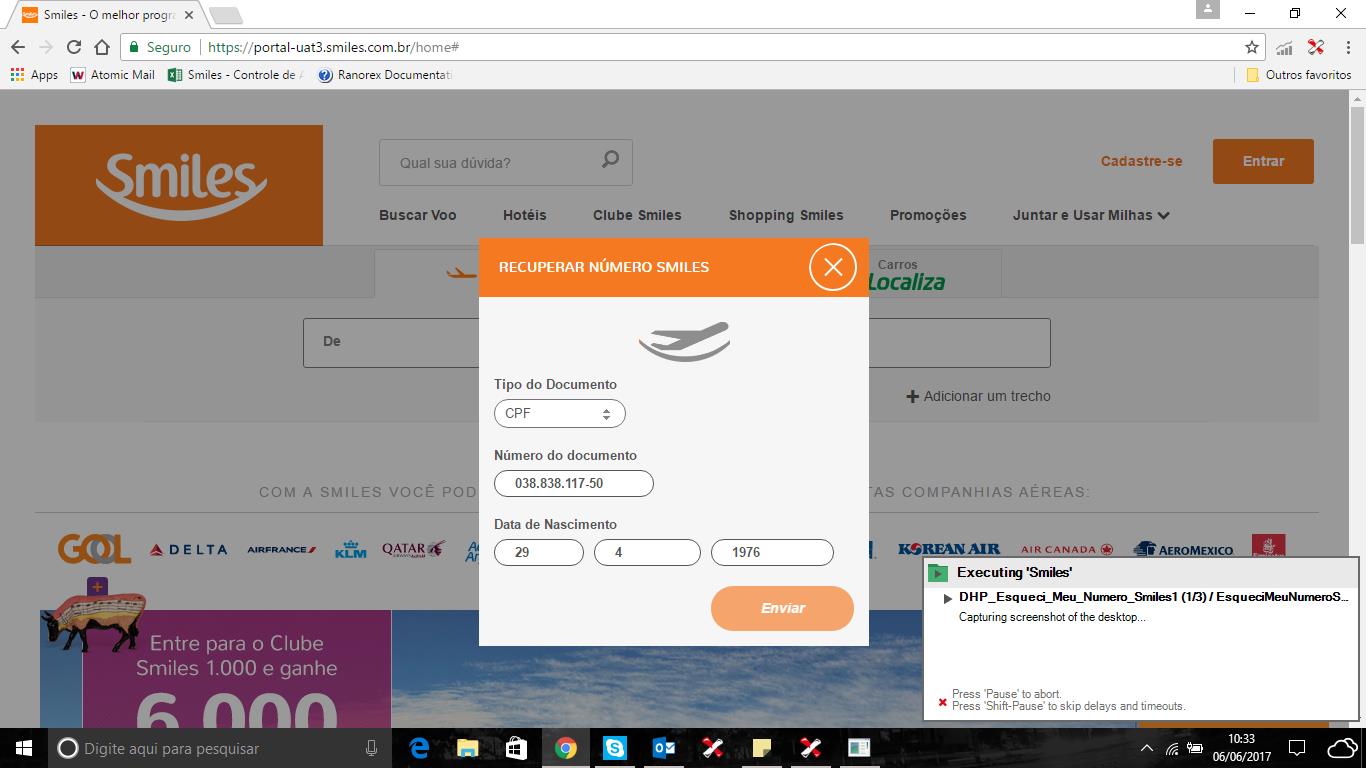 Smiles - O melhor progra
Seguro
https://portal-uat3.smiles.com.br/home#
Apps
Atomic Mail
Smiles - Controle de
Ranorex Documentati
Outros favoritos
Smiles
Qual sua dúvida?
Cadastre-se
Entrar
Buscar Voo
Hotéis
Clube Smiles
Shopping Smiles
Promoções
Juntar e Usar Milhas
RECUPERAR NÚMERO SMILES
Carros
Localiza
De
Tipo do Documento
CPF
Adicionar um trecho
Número do documento
038.838.117-50
COM A SMILES VOCÊ POD
TAS COMPANHIAS AÉREAS:
Data de Nascimento
29
4
1976
GOL
DELTA
AIRFRANCE
KLM
QATAR
KOREAN AIR
AIR CANADA
AEROMEXICO
Enviar
Executing 'Smiles'
DHP_Esqueci_Meu_Numero_Smiles1 (1/3) / EsqueciMeuNumeroS...
Capturing screenshot of the desktop...
Press 'Pause' to abort.
Press 'Shift-Pause' to skip delays and timeouts.
Entre para o Clube
Smiles 1.000 e ganhe
6.000
Digite aqui para pesquisar
10:33
06/06/2017